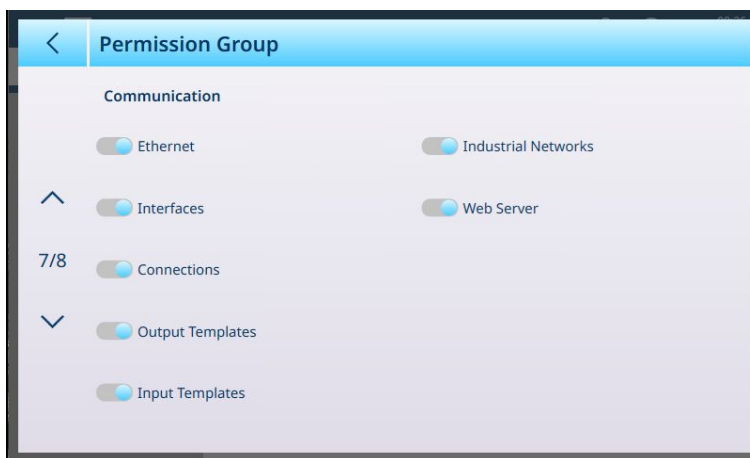 Permission Group
Communication
Ethernet
Industrial Networks
Interfaces
Web Server
7/8
Connections
Output Templates
Input Templates